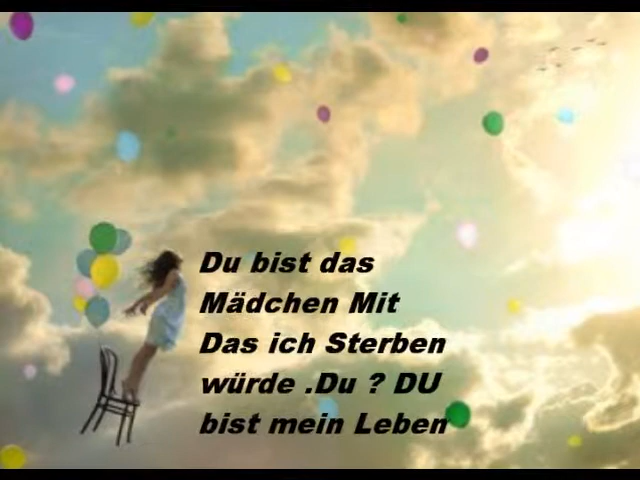 Du bist das
Mädchen Mit
Das ich Sterben
würde .Du ? DU
bist mein Leben